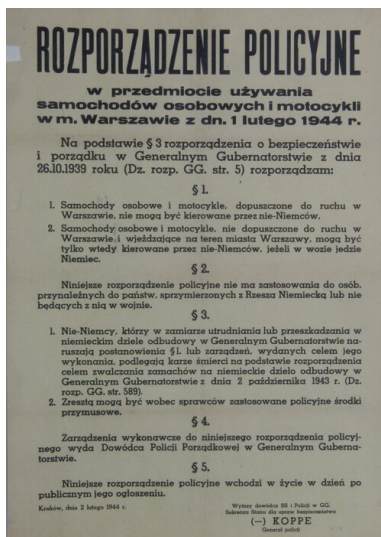 ROZPORZĄDZENIE POLICYJNE
w przedmiocie używania
samochodów osobowych i motocykli
w m. Warszawie z dn. 1 lutego 1944 r.
Na podstawie § 3 rozporządzenia o bezpieczeństwie
i porządku w Generalnym Gubernatorstwie z dnia
26.10.1939 roku (Dz. rozp. GG. str. 5) rozporządzam:
§ 1.
1. Samochody osobowe i motocykle, dopuszczone do ruchu w
Warszawie, nie mogą być kierowane przez nie-Niemców.
2. Samochody osobowe i motocykle, nie dopuszczone do ruchu w
Warszawie i wjeżdżające na teren miasta Warszawy, mogą być
tylko wtedy kierowane przez nie-Niemców, jeżeli w wozie jedzie
Niemiec.
§ 2.
Niniejsze rozporządzenie policyjne nie ma zastosowania do osób,
przynależnych do państw, sprzymierzonych z Rzeszą Niemiecką lub nie
będących z nią w wojnie.
§ 3.
1. Nie-Niemcy, którzy w zamiarze utrudniania lub przeszkadzania w
niemieckim dziele odbudowy w Generalnym Gubernatorstwie na-
ruszają postanowienia § 1. lub zarządzeń, wydanych celem jego
wykonania, podlegają karze śmierci na podstawie rozporządzenia
celem zwalczania zamachów na niemieckie dzieło odbudowy w
Generalnym Gubernatorstwie z dnia 2 października 1943 r. (Dz.
rozp. GG. str. 589).
2. Zresztą mogą być wobec sprawców zastosowane policyjne środki
przymusowe.
§ 4.
Zarządzenia wykonawcze do niniejszego rozporządzenia policyj-
nego wyda Dowódca Policji Porządkowej w Generalnym Guberna-
torstwie.
§ 5.
Niniejsze rozporządzenie policyjne wchodzi w życie w dzień po
publicznym jego ogłoszeniu.
Kraków, dnia 2 lutego 1944 r.
Wyższy dowódca SS i Policji w GG.
Sekretarz Stanu dla spraw bezpieczeństwa
(—) KOPPE
Generał policji